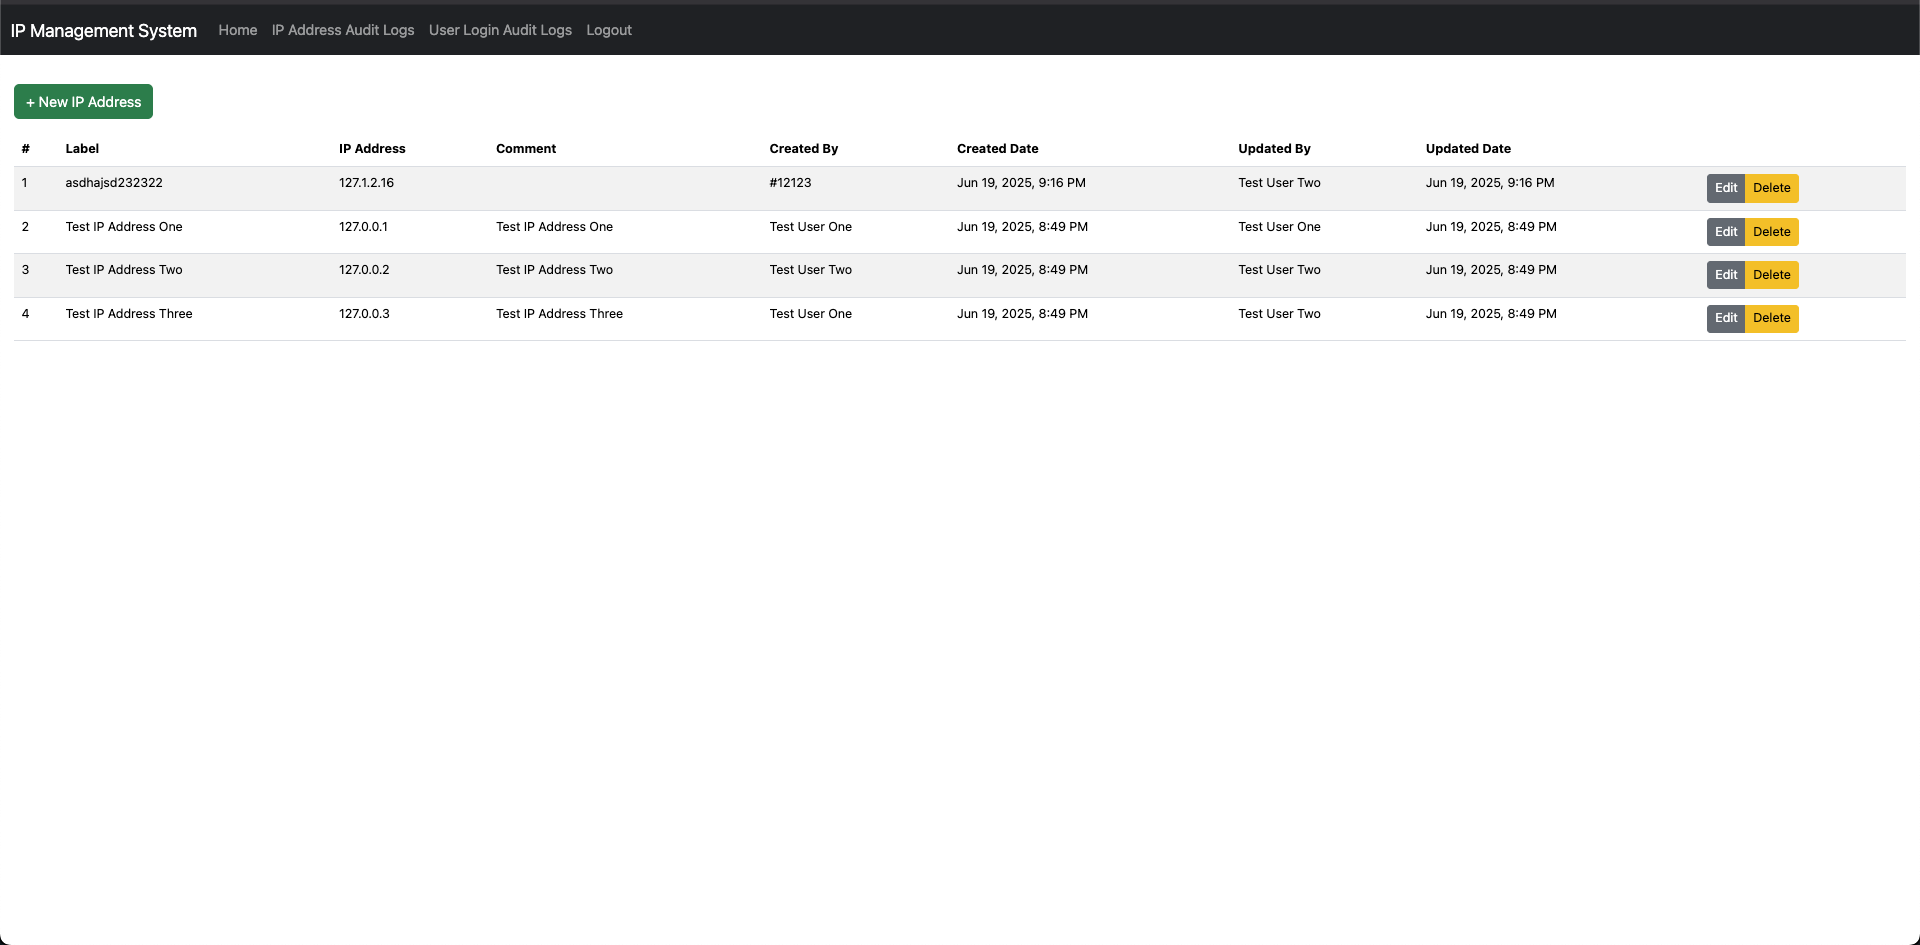 IP Management System Home IP Address Audit Logs User Login Audit Logs Logout
+ New IP Address
# Label IP Address Comment Created By Created Date Updated By Updated Date
1 asdhajsd232322 127.1.2.16 #12123 Jun 19, 2025, 9:16 PM Test User Two Jun 19, 2025, 9:16 PM Edit Delete
2 Test IP Address One 127.0.0.1 Test IP Address One Test User One Jun 19, 2025, 8:49 PM Test User One Jun 19, 2025, 8:49 PM Edit Delete
3 Test IP Address Two 127.0.0.2 Test IP Address Two Test User Two Jun 19, 2025, 8:49 PM Test User Two Jun 19, 2025, 8:49 PM Edit Delete
4 Test IP Address Three 127.0.0.3 Test IP Address Three Test User One Jun 19, 2025, 8:49 PM Test User Two Jun 19, 2025, 8:49 PM Edit Delete